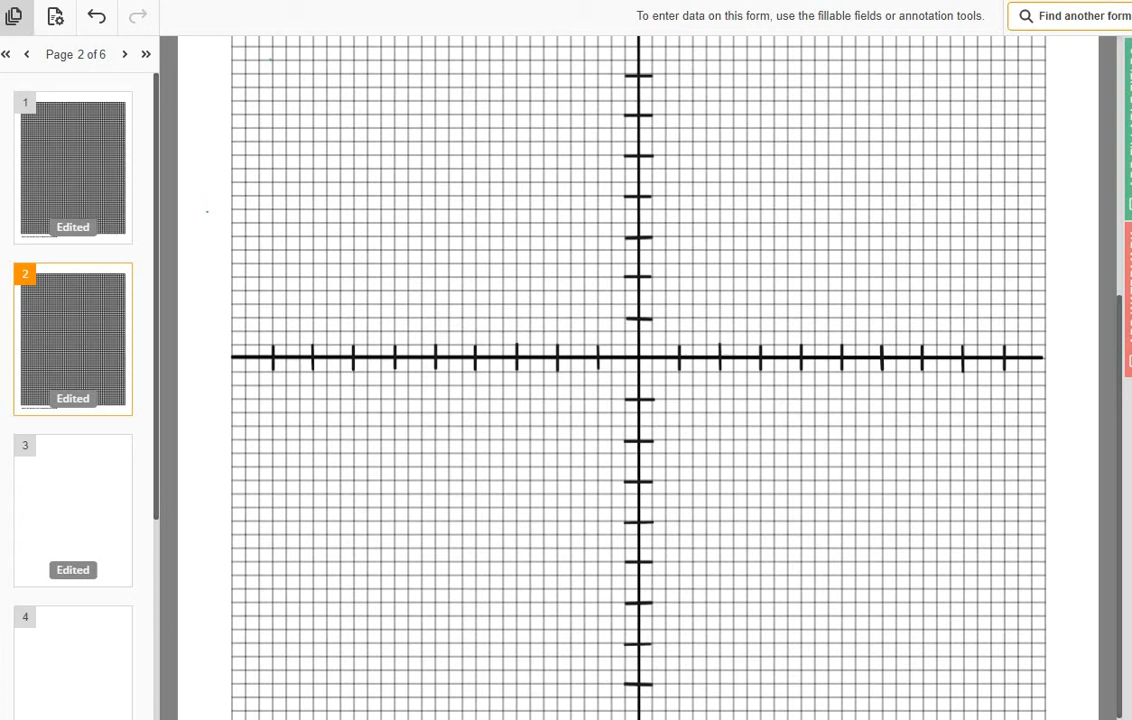 To enter data on this form, use the fillable fields or annotation tools.
Find another form
Page 2 of 6
1
Edited
2
Edited
3
Edited
4